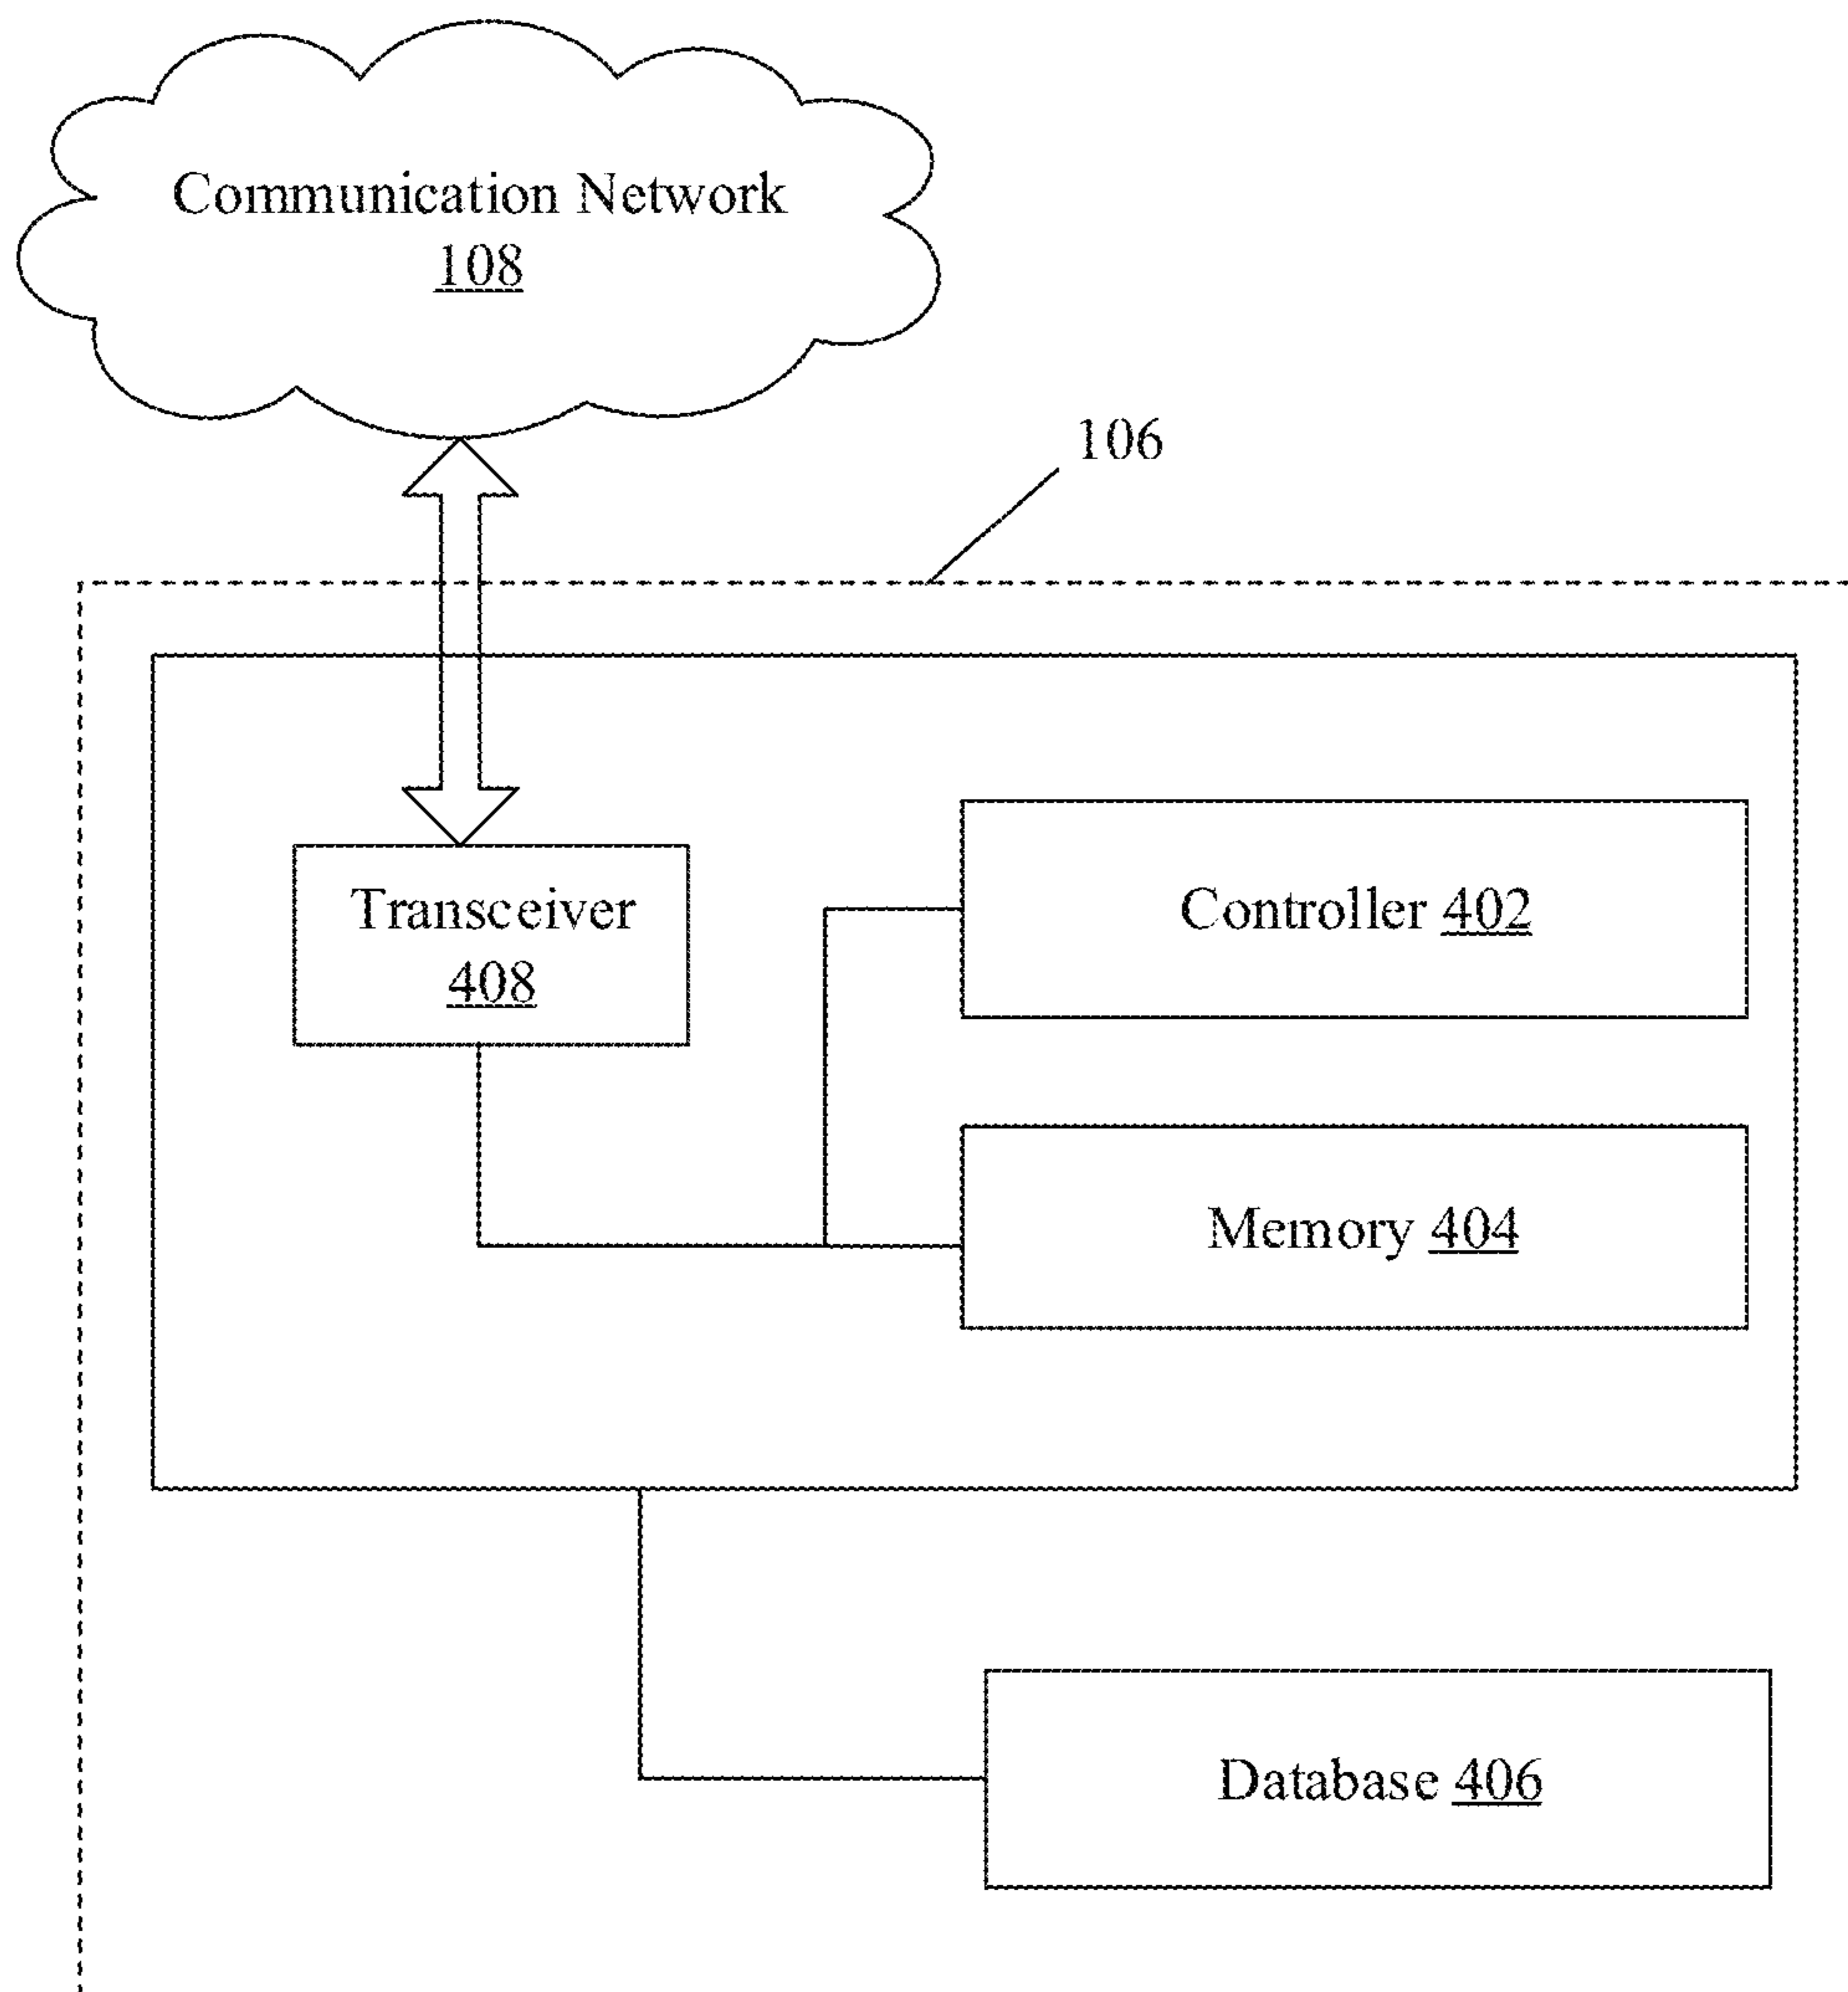 Communication Network
108
106
Transceiver
408
Controller 402
Memory 404
Database 406